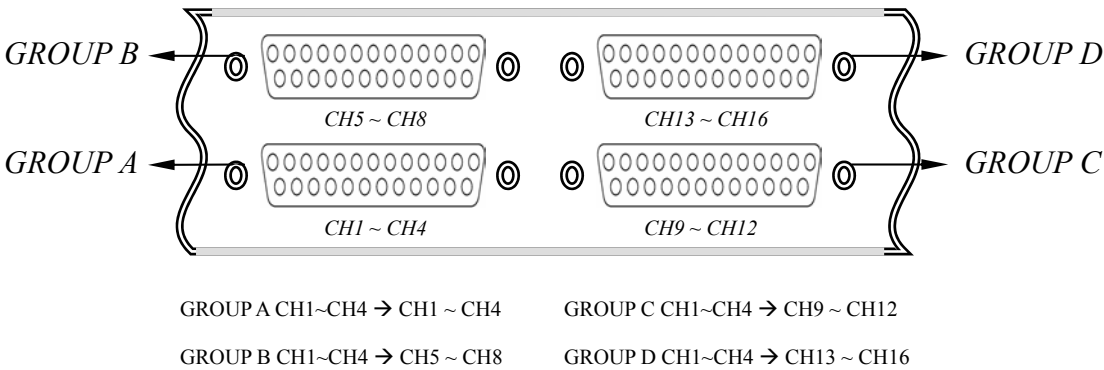 GROUP B
GROUP D
CH5 ~ CH8
CH13 ~ CH16
GROUP A
GROUP C
CH1 ~ CH4
CH9 ~ CH12
GROUP A CH1~CH4 → CH1 ~ CH4
GROUP C CH1~CH4 → CH9 ~ CH12
GROUP B CH1~CH4 → CH5 ~ CH8
GROUP D CH1~CH4 → CH13 ~ CH16